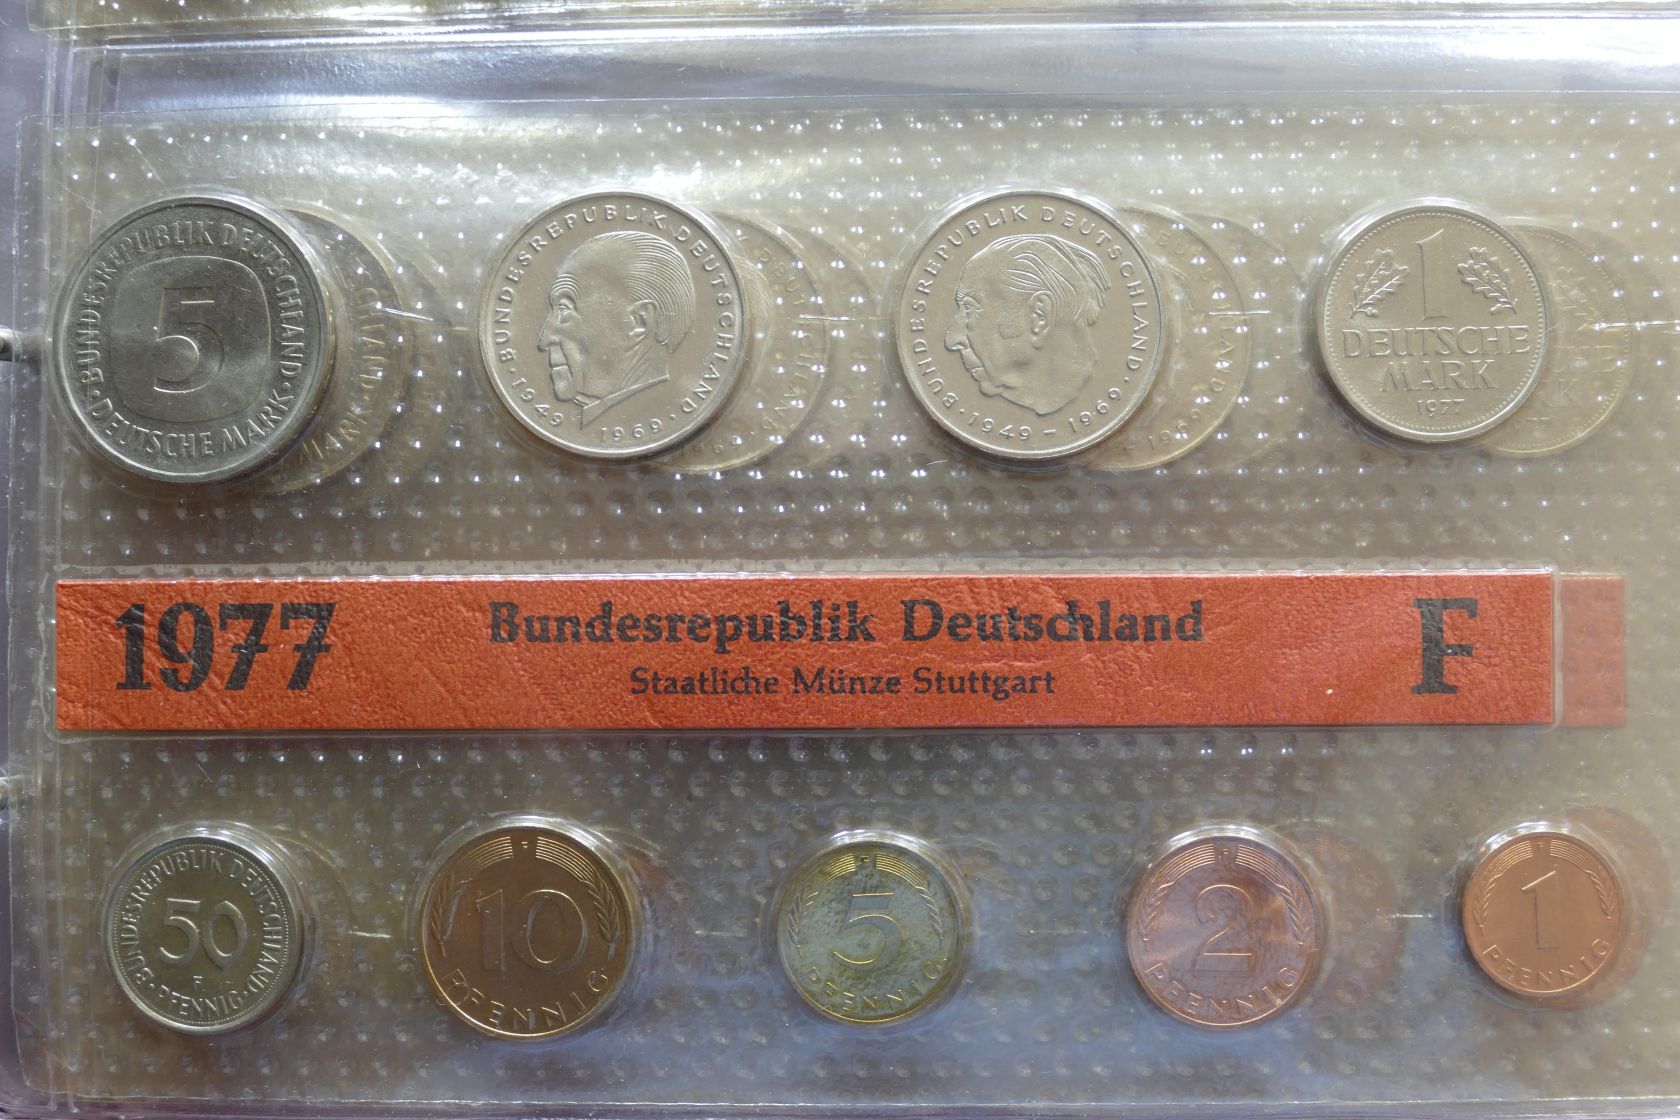 BUNDESREPUBLIK DEUTSCHLAND · DEUTSCHE MARK ·
5
BUNDESREPUBLIK DEUTSCHLAND · 1949 1969 ·
BUNDESREPUBLIK DEUTSCHLAND · 1949 – 1969 ·
1
DEUTSCHE
MARK
1977
1977
Bundesrepublik Deutschland
Staatliche Münze Stuttgart
F
BUNDESREPUBLIK DEUTSCHLAND
50
F
· PFENNIG ·
F
10
PFENNIG
F
5
PFENNIG
F
2
PFENNIG
F
1
PFENNIG